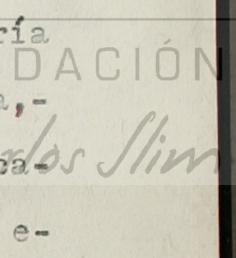 ría
DACIÓN
a,-
rlos Slim
ca-
e-